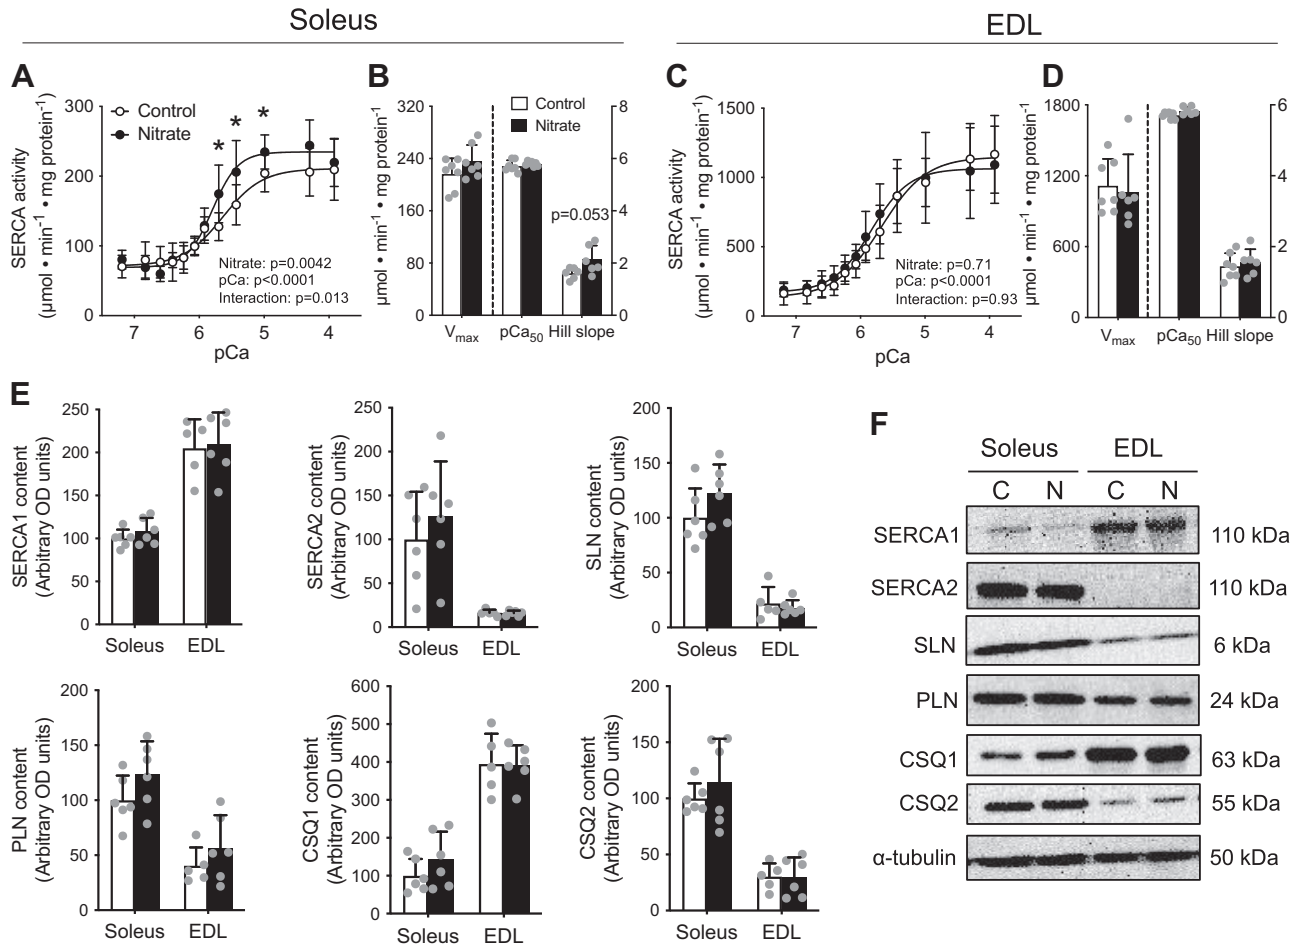 Soleus
EDL
A
SERCA activity
(µmol • min-1 • mg protein-1)
300
200
100
0
Control
Nitrate
*
*
*
Nitrate: p=0.0042
pCa: p<0.0001
Interaction: p=0.013
7
6
5
4
pCa
B
µmol • min-1 • mg protein-1
320
240
160
80
0
Control
Nitrate
p=0.053
8
6
4
2
0
Vmax
pCa50
Hill slope
C
SERCA activity
(µmol • min-1 • mg protein-1)
1500
1000
500
0
Nitrate: p=0.71
pCa: p<0.0001
Interaction: p=0.93
7
6
5
4
pCa
D
µmol • min-1 • mg protein-1
1800
1200
600
0
6
4
2
0
Vmax
pCa50
Hill slope
E
SERCA1 content
(Arbitrary OD units)
250
200
150
100
50
0
Soleus
EDL
SERCA2 content
(Arbitrary OD units)
250
200
150
100
50
0
Soleus
EDL
SLN content
(Arbitrary OD units)
200
150
100
50
0
Soleus
EDL
PLN content
(Arbitrary OD units)
200
150
100
50
0
Soleus
EDL
CSQ1 content
(Arbitrary OD units)
600
500
400
300
200
100
0
Soleus
EDL
CSQ2 content
(Arbitrary OD units)
200
150
100
50
0
Soleus
EDL
F
Soleus
EDL
C N C N
SERCA1 110 kDa
SERCA2 110 kDa
SLN 6 kDa
PLN 24 kDa
CSQ1 63 kDa
CSQ2 55 kDa
α-tubulin 50 kDa